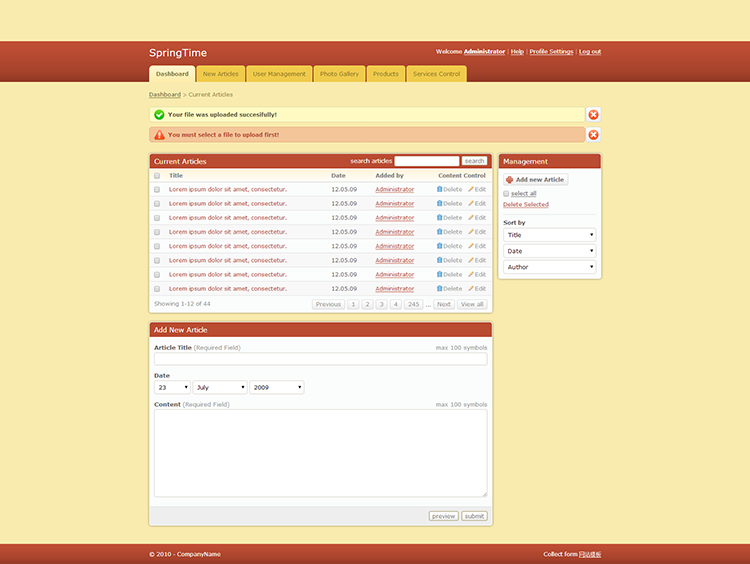 SpringTime
Welcome Administrator | Help | Profile Settings | Log out
Dashboard New Articles User Management Photo Gallery Products Services Control
Dashboard > Current Articles
Your file was uploaded succesifully!
You must select a file to upload first!
Current Articles search articles search
Title Date Added by Content Control
Lorem ipsum dolor sit amet, consectetur. 12.05.09 Administrator Delete Edit
Lorem ipsum dolor sit amet, consectetur. 12.05.09 Administrator Delete Edit
Lorem ipsum dolor sit amet, consectetur. 12.05.09 Administrator Delete Edit
Lorem ipsum dolor sit amet, consectetur. 12.05.09 Administrator Delete Edit
Lorem ipsum dolor sit amet, consectetur. 12.05.09 Administrator Delete Edit
Lorem ipsum dolor sit amet, consectetur. 12.05.09 Administrator Delete Edit
Lorem ipsum dolor sit amet, consectetur. 12.05.09 Administrator Delete Edit
Lorem ipsum dolor sit amet, consectetur. 12.05.09 Administrator Delete Edit
Showing 1-12 of 44 Previous 1 2 3 4 245 ... Next View all
Management
Add new Article
select all
Delete Selected
Sort by
Title
Date
Author
Add New Article
Article Title (Required Field) max 100 symbols
Date
23 July 2009
Content (Required Field) max 100 symbols
preview submit
© 2010 - CompanyName Collect form 网站模板